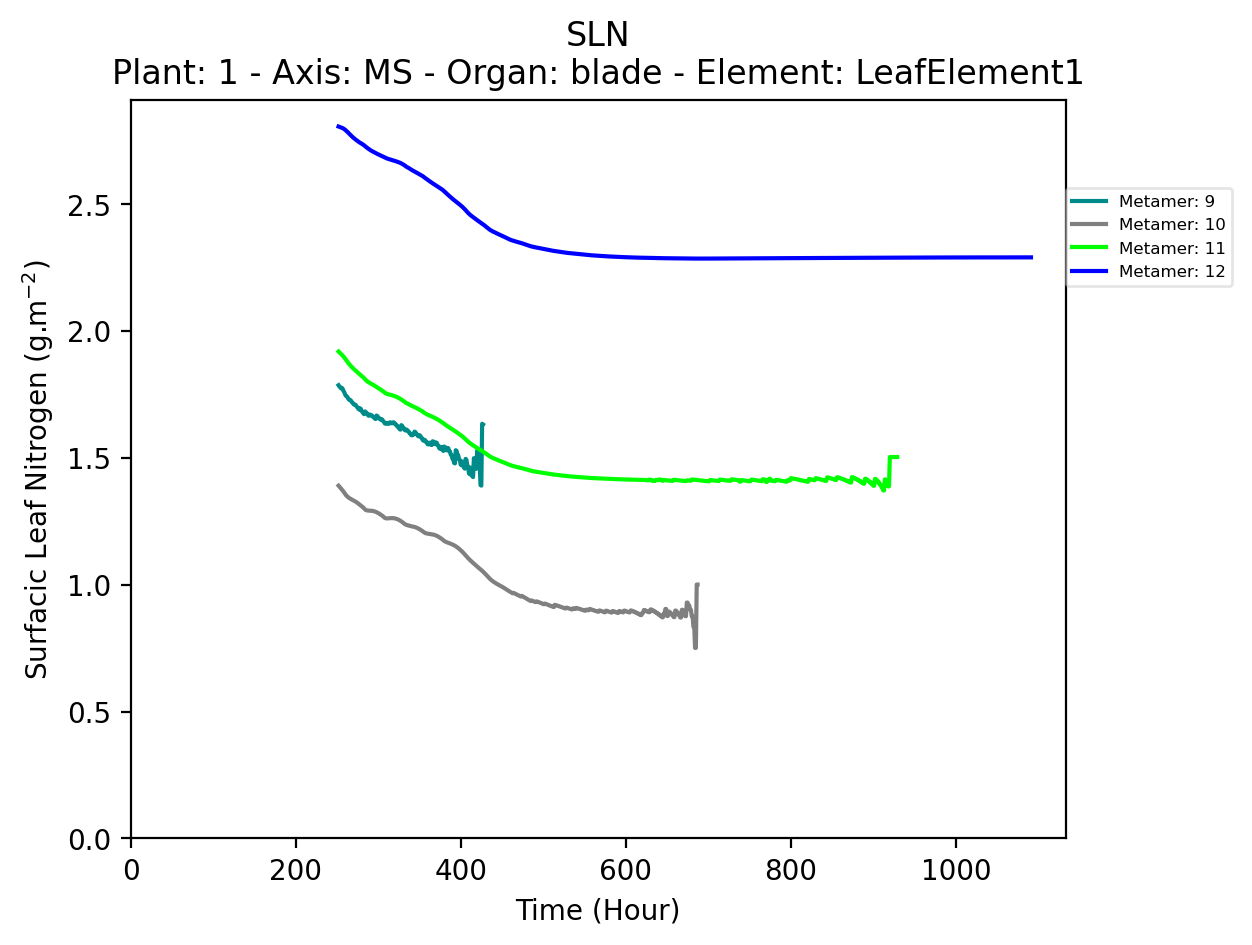 SLN
Plant: 1 - Axis: MS - Organ: blade - Element: LeafElement1
Surfacic Leaf Nitrogen (g.m⁻²)
2.5
2.0
1.5
1.0
0.5
0.0
0 200 400 600 800 1000
Time (Hour)
Metamer: 9
Metamer: 10
Metamer: 11
Metamer: 12